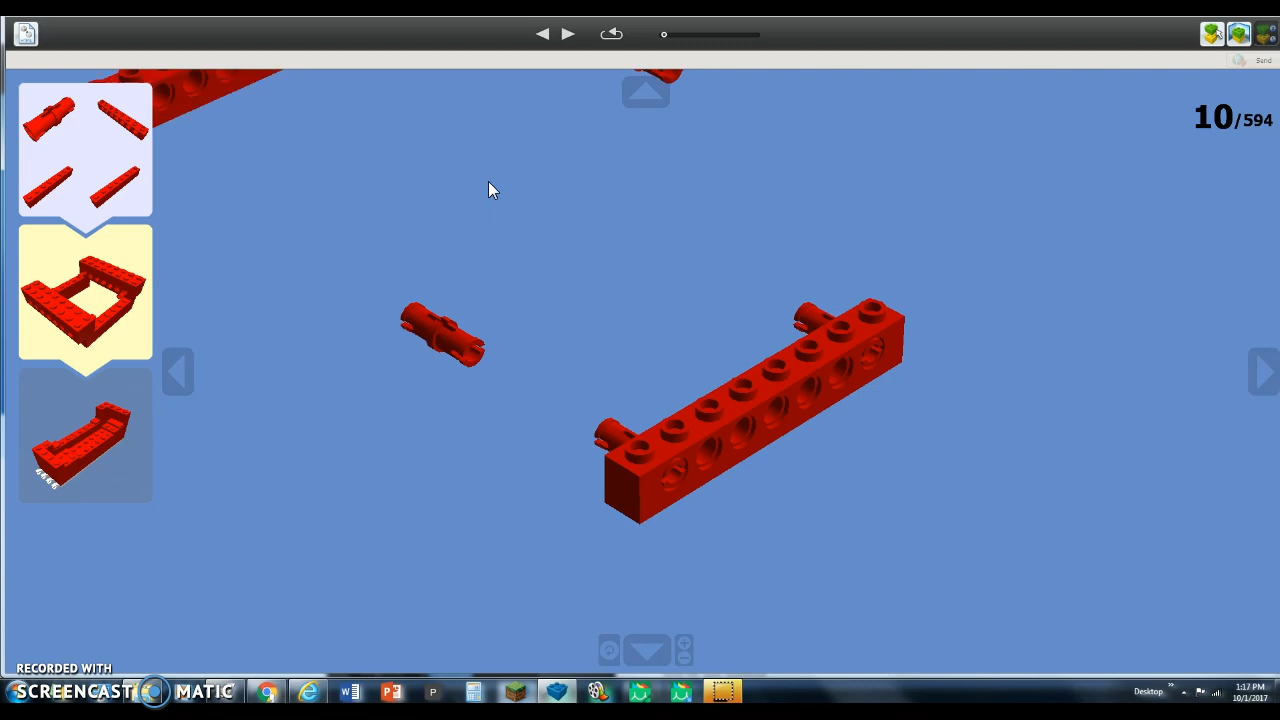 Send
10/594
RECORDED WITH
SCREENCAST MATIC
W
P
P
Desktop
1:17 PM
10/1/2017